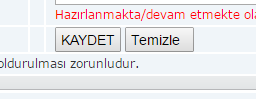 Hazırlanmakta/devam etmekte
KAYDET Temizle
oldurulması zorunludur.